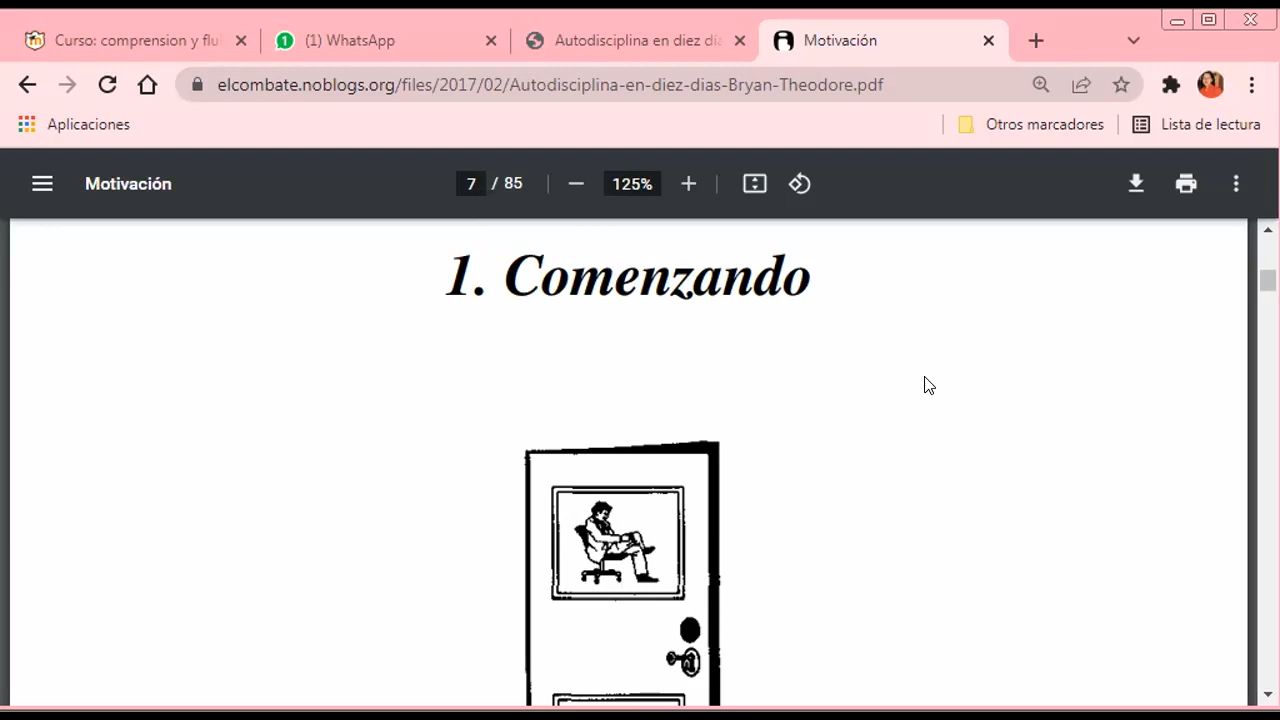 Curso: comprension y flu
1
(1) WhatsApp
Autodisciplina en diez día
Motivación
elcombate.noblogs.org/files/2017/02/Autodisciplina-en-diez-dias-Bryan-Theodore.pdf
Aplicaciones
Otros marcadores
Lista de lectura
Motivación
7 / 85
125%
1. Comenzando